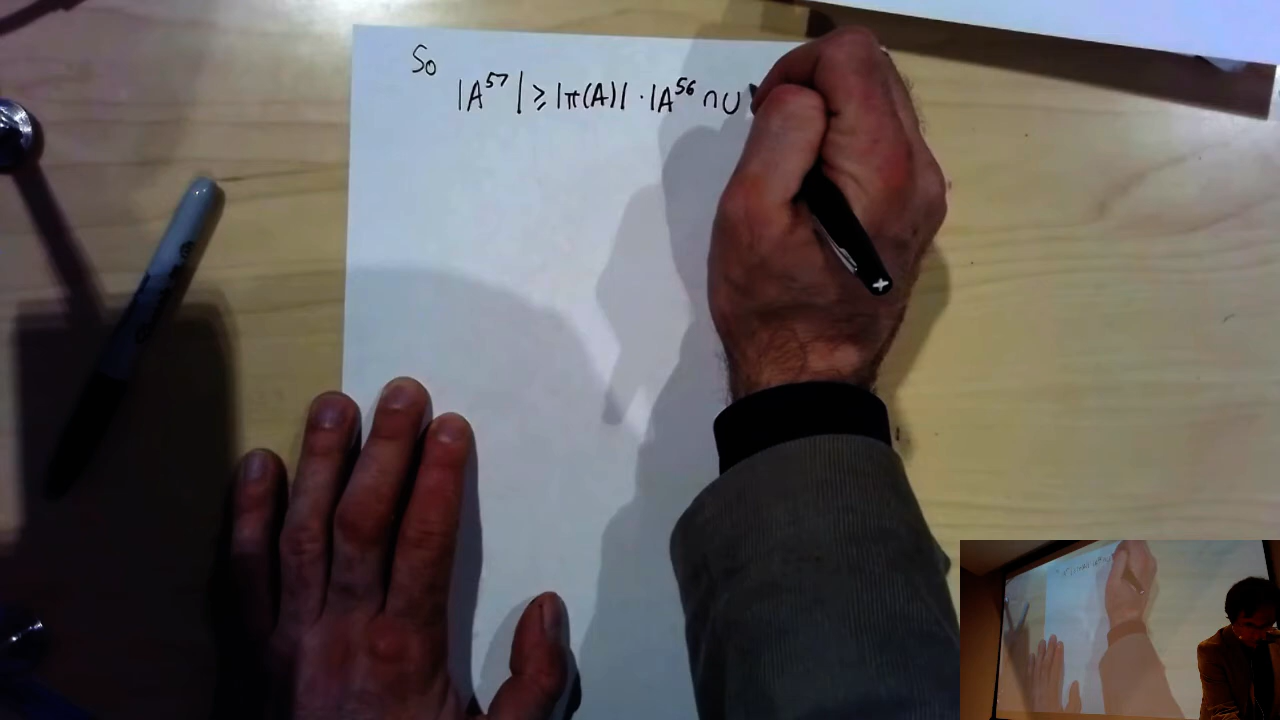 So
|A^57| ⩾ |π(A)| · |A^56 ∩ U